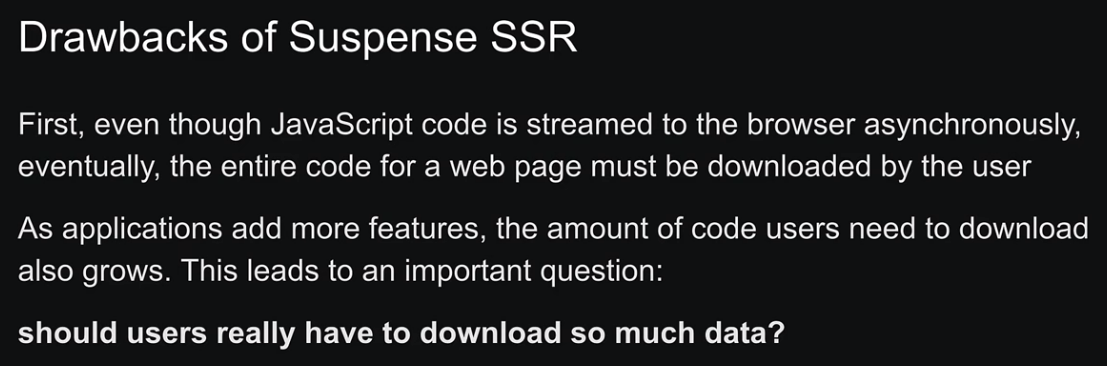 Drawbacks of Suspense SSR
First, even though JavaScript code is streamed to the browser asynchronously,
eventually, the entire code for a web page must be downloaded by the user
As applications add more features, the amount of code users need to download
also grows. This leads to an important question:
should users really have to download so much data?